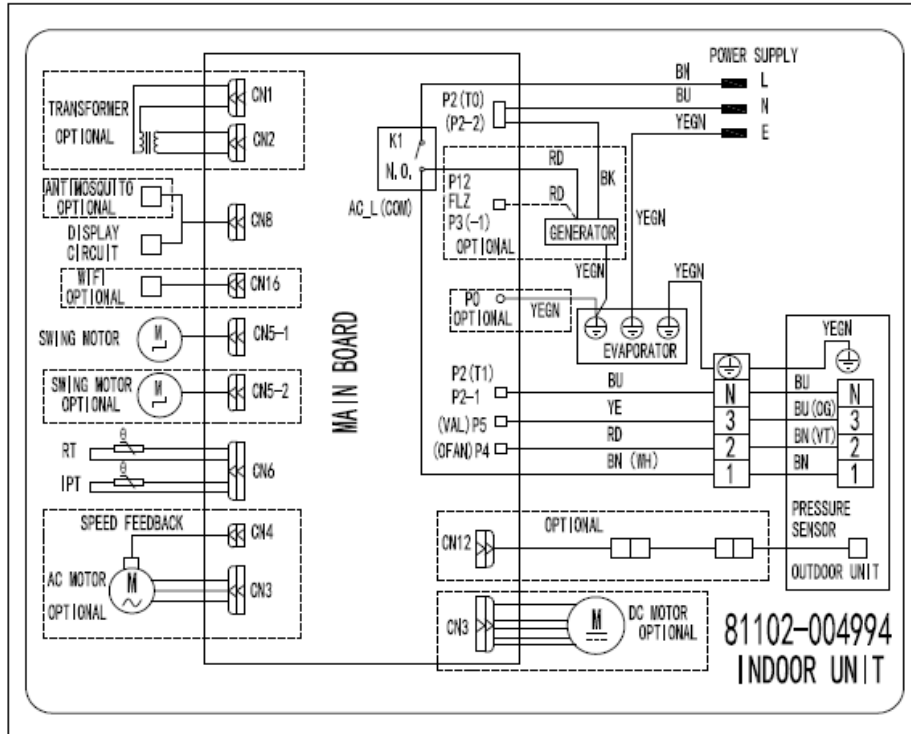 POWER SUPPLY
BN
L
BU
N
YEGN
E
TRANSFORMER
OPTIONAL
CN1
CN2
P2(T0)
(P2-2)
K1
N.O.
AC_L(COM)
RD
BK
P12
FLZ
P3(-1)
OPTIONAL
RD
GENERATOR
YEGN
YEGN
YEGN
ANTIMOSQUITO
OPTIONAL
DISPLAY
CIRCUIT
CN8
WIFI
OPTIONAL
CN16
P0
OPTIONAL
YEGN
EVAPORATOR
YEGN
SWING MOTOR
M
CN5-1
SWING MOTOR
OPTIONAL
M
CN5-2
MAIN BOARD
P2(T1)
P2-1
BU
N
BU
N
(VAL)P5
YE
3
BU(OG)
3
(OFAN)P4
RD
2
BN(VT)
2
BN (WH)
1
BN
1
RT
θ
IPT
θ
CN6
SPEED FEEDBACK
CN4
AC MOTOR
OPTIONAL
M
CN3
OPTIONAL
CN12
PRESSURE
SENSOR
OUTDOOR UNIT
CN3
M
DC MOTOR
OPTIONAL
81102-004994
INDOOR UNIT